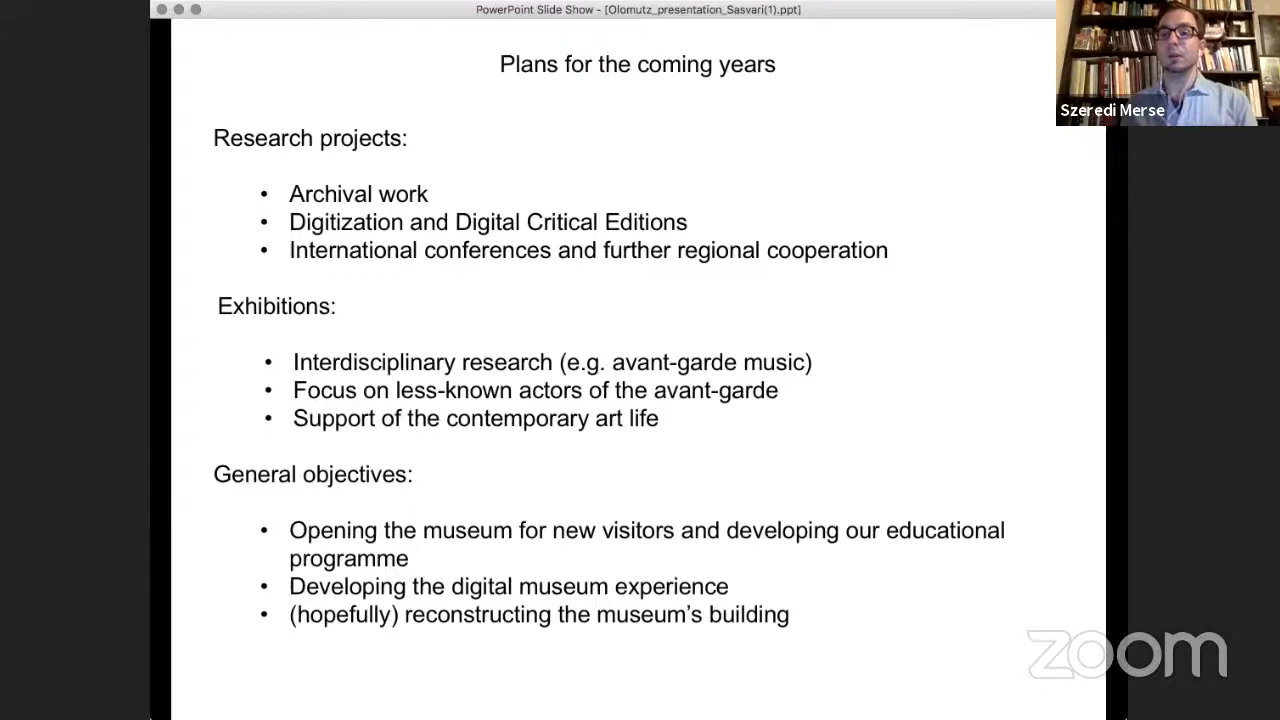 PowerPoint Slide Show - [Olomutz_presentation_Sasvari(1).ppt]
Szeredi Merse
Plans for the coming years
Research projects:
• Archival work
• Digitization and Digital Critical Editions
• International conferences and further regional cooperation
Exhibitions:
• Interdisciplinary research (e.g. avant-garde music)
• Focus on less-known actors of the avant-garde
• Support of the contemporary art life
General objectives:
• Opening the museum for new visitors and developing our educational
programme
• Developing the digital museum experience
• (hopefully) reconstructing the museum’s building
zoom